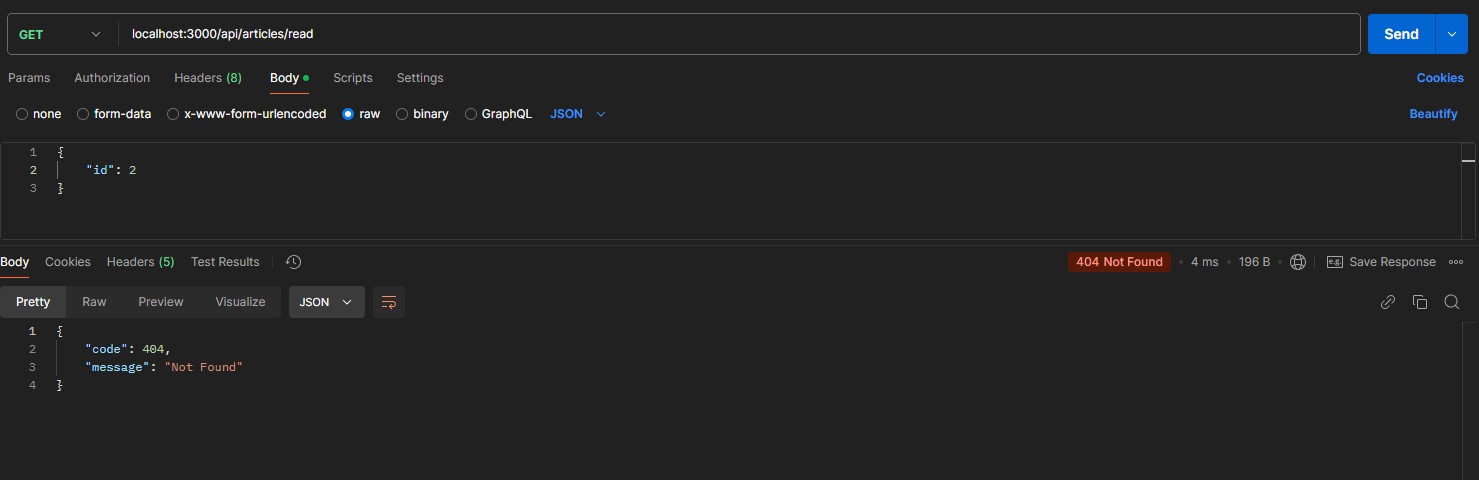 GET localhost:3000/api/articles/read Send
Params Authorization Headers (8) Body Scripts Settings Cookies
none form-data x-www-form-urlencoded raw binary GraphQL JSON Beautify
1 {
2 "id": 2
3 }
Body Cookies Headers (5) Test Results 404 Not Found 4 ms 196 B e.g. Save Response
Pretty Raw Preview Visualize JSON
1 {
2 "code": 404,
3 "message": "Not Found"
4 }